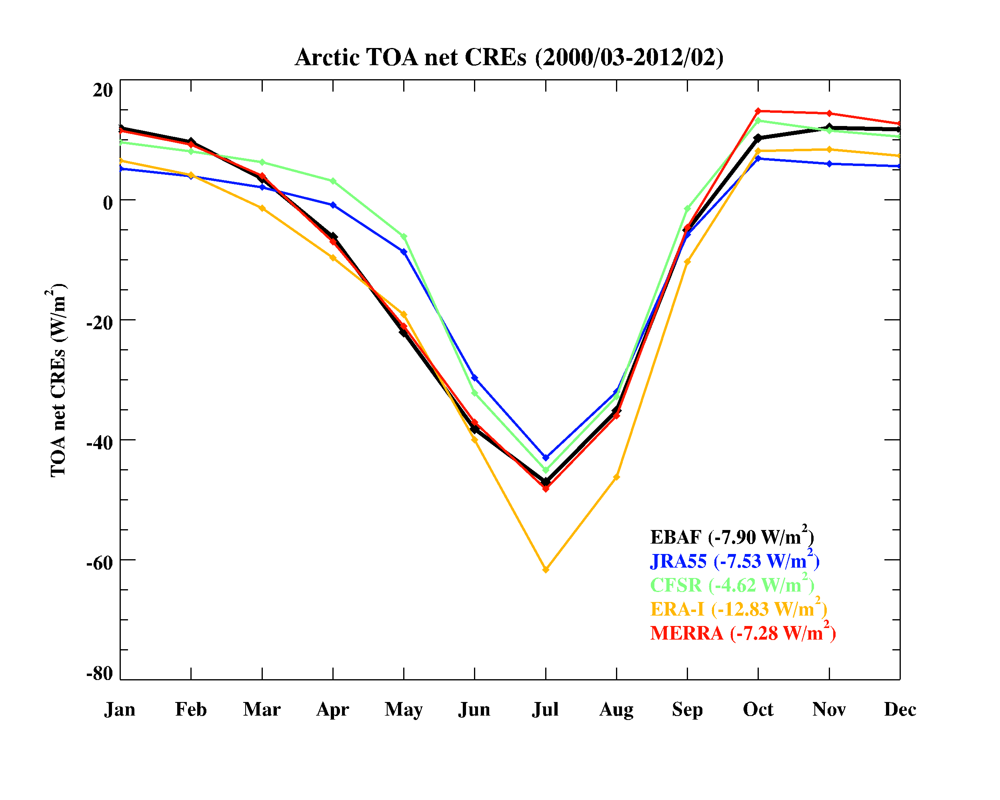 Arctic TOA net CREs (2000/03-2012/02)
20
0
-20
-40
-60
-80
TOA net CREs (W/m²)
EBAF (-7.90 W/m²)
JRA55 (-7.53 W/m²)
CFSR (-4.62 W/m²)
ERA-I (-12.83 W/m²)
MERRA (-7.28 W/m²)
Jan Feb Mar Apr May Jun Jul Aug Sep Oct Nov Dec